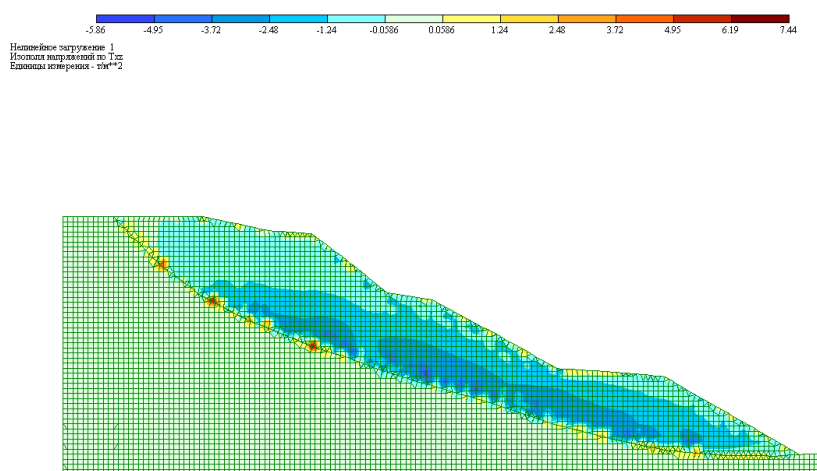 -5.86 -4.95 -3.72 -2.48 -1.24 -0.0586 0.0586 1.24 2.48 3.72 4.95 6.19 7.44
Нелинейное загружение 1
Изополя напряжений по Txz
Единицы измерения - т/м**2